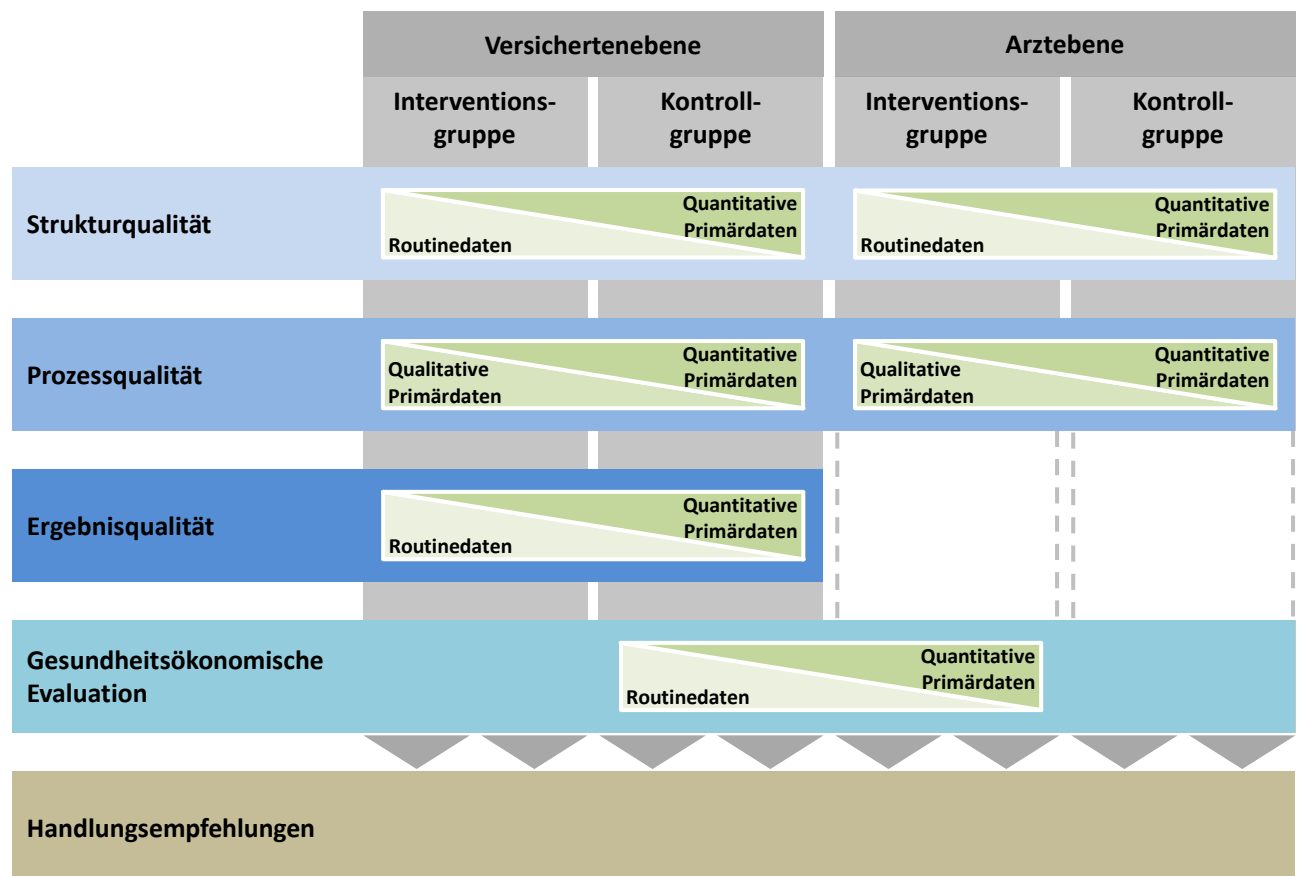 Versichertenebene
Arztebene
Interventions-
gruppe
Kontroll-
gruppe
Interventions-
gruppe
Kontroll-
gruppe
Strukturqualität
Quantitative
Primärdaten
Routinedaten
Quantitative
Primärdaten
Routinedaten
Prozessqualität
Qualitative
Primärdaten
Quantitative
Primärdaten
Qualitative
Primärdaten
Quantitative
Primärdaten
Ergebnisqualität
Quantitative
Primärdaten
Routinedaten
Gesundheitsökonomische
Evaluation
Quantitative
Primärdaten
Routinedaten
Handlungsempfehlungen